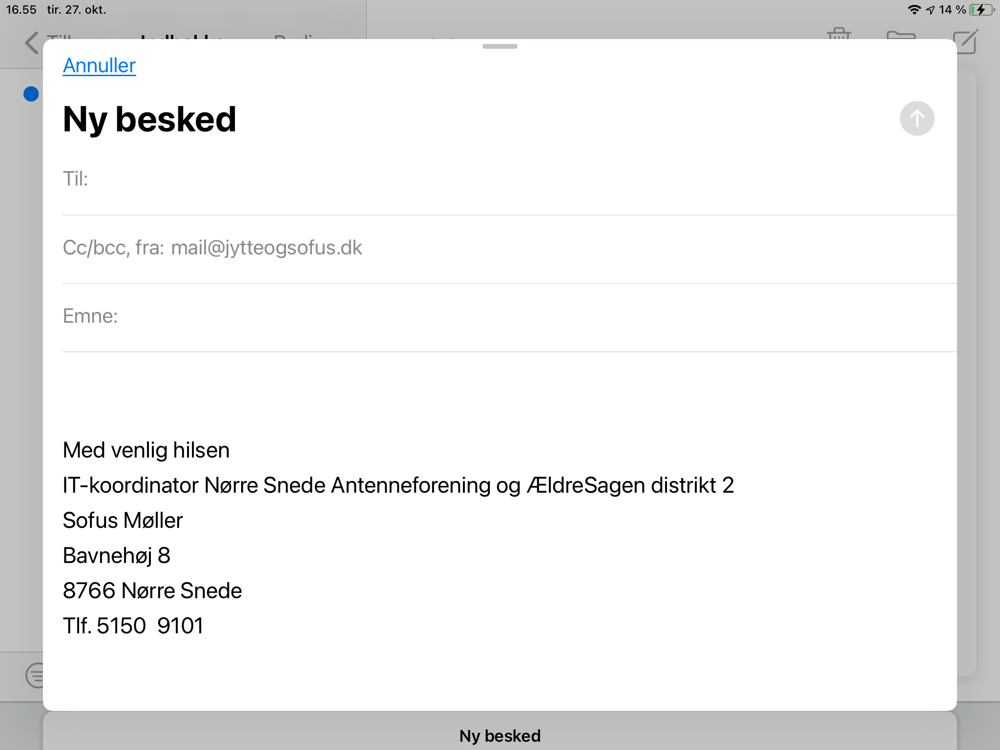 16.55 tir. 27. okt.
14 %
Annuller
Ny besked
Til:
Cc/bcc, fra: mail@jytteogsofus.dk
Emne:
Med venlig hilsen
IT-koordinator Nørre Snede Antenneforening og ÆldreSagen distrikt 2
Sofus Møller
Bavnehøj 8
8766 Nørre Snede
Tlf. 5150  9101
Ny besked